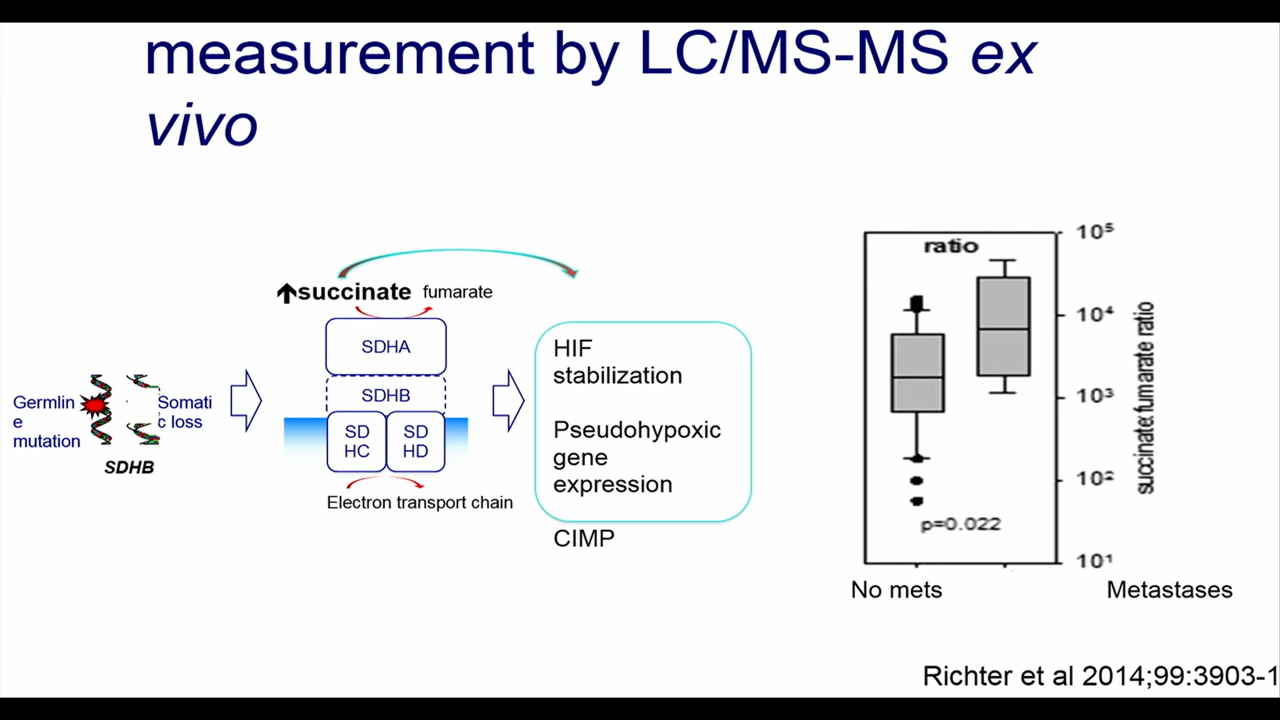 measurement by LC/MS-MS ex
vivo
Germlin
e
mutation
Somati
c loss
SDHB
succinate fumarate
SDHA
SDHB
SD
HC
SD
HD
Electron transport chain
HIF
stabilization
Pseudohypoxic
gene
expression
CIMP
ratio
p=0.022
10⁵
10⁴
10³
10²
10¹
succinate:fumarate ratio
No mets
Metastases
Richter et al 2014;99:3903-1